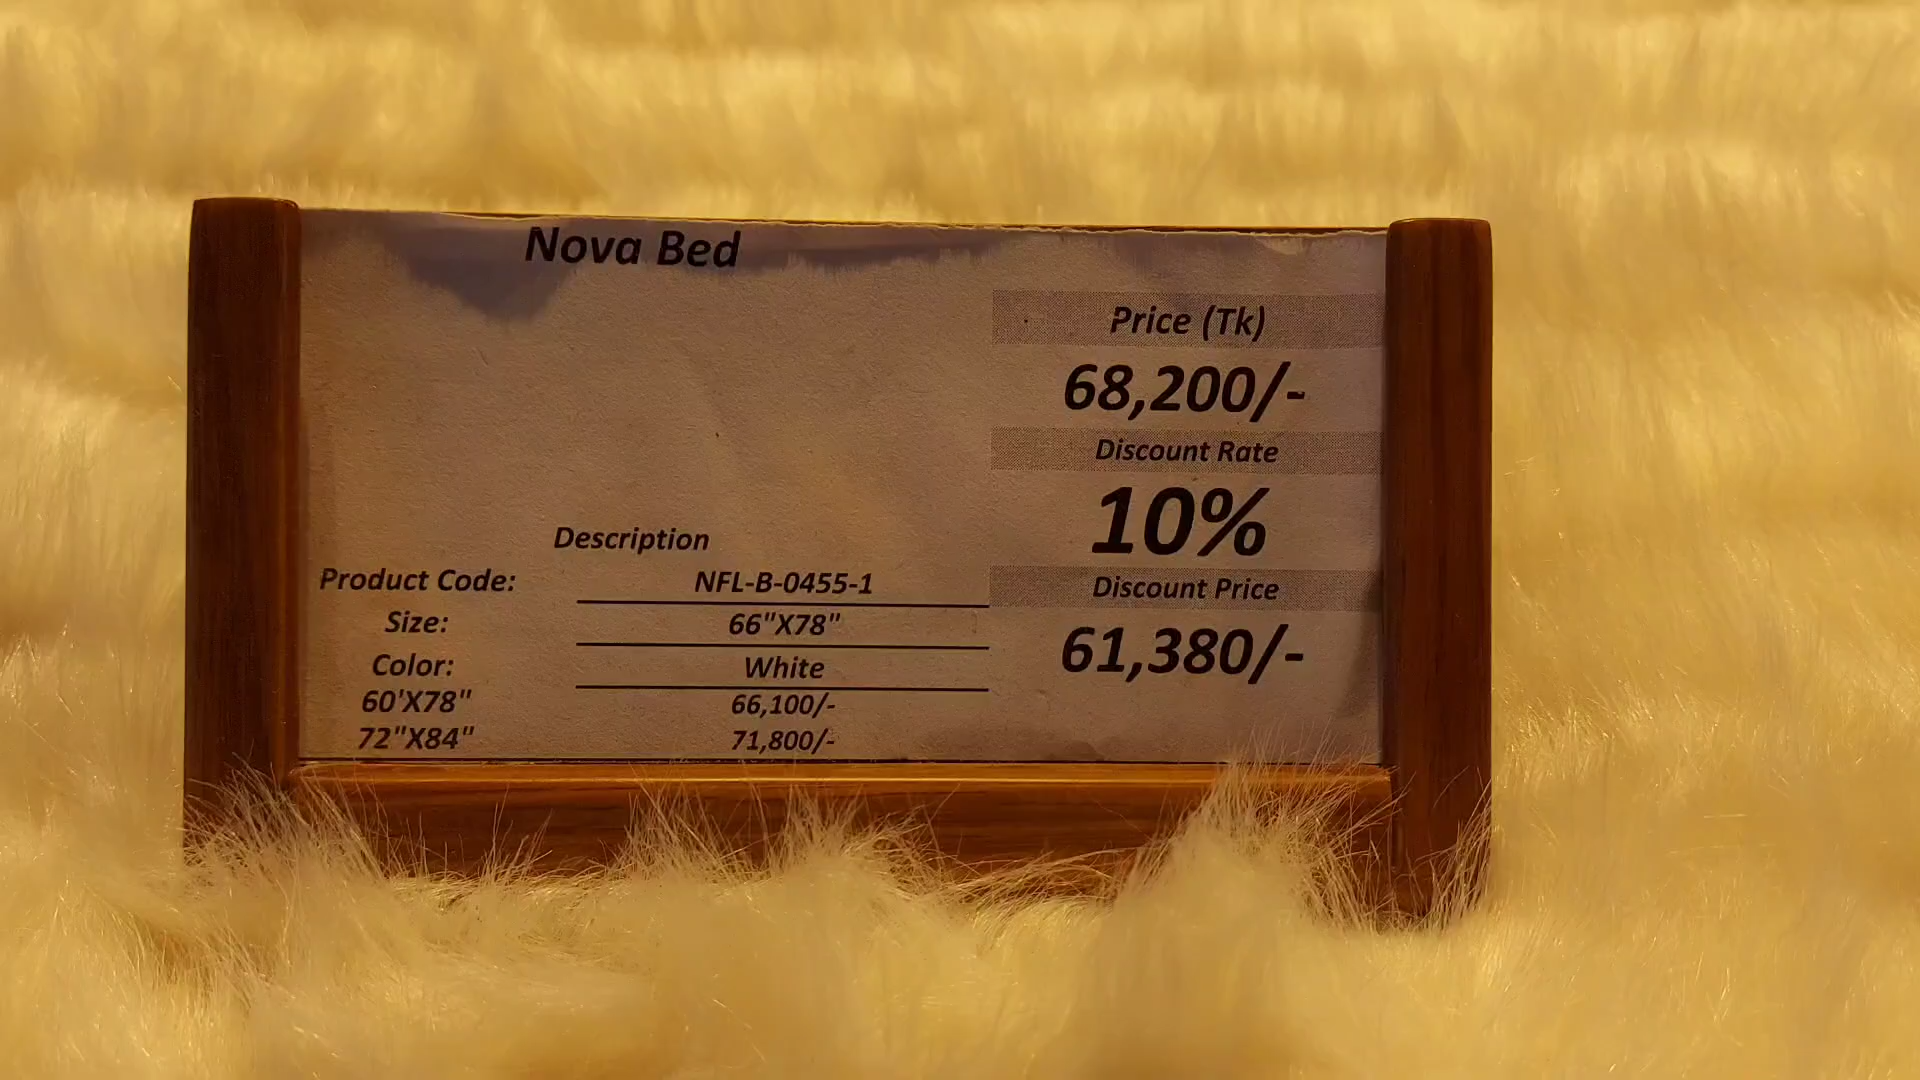 Nova Bed
Price (Tk)
68,200/-
Discount Rate
10%
Discount Price
61,380/-
Description
Product Code: NFL-B-0455-1
Size: 66"X78"
Color: White
60'X78" 66,100/-
72"X84" 71,800/-